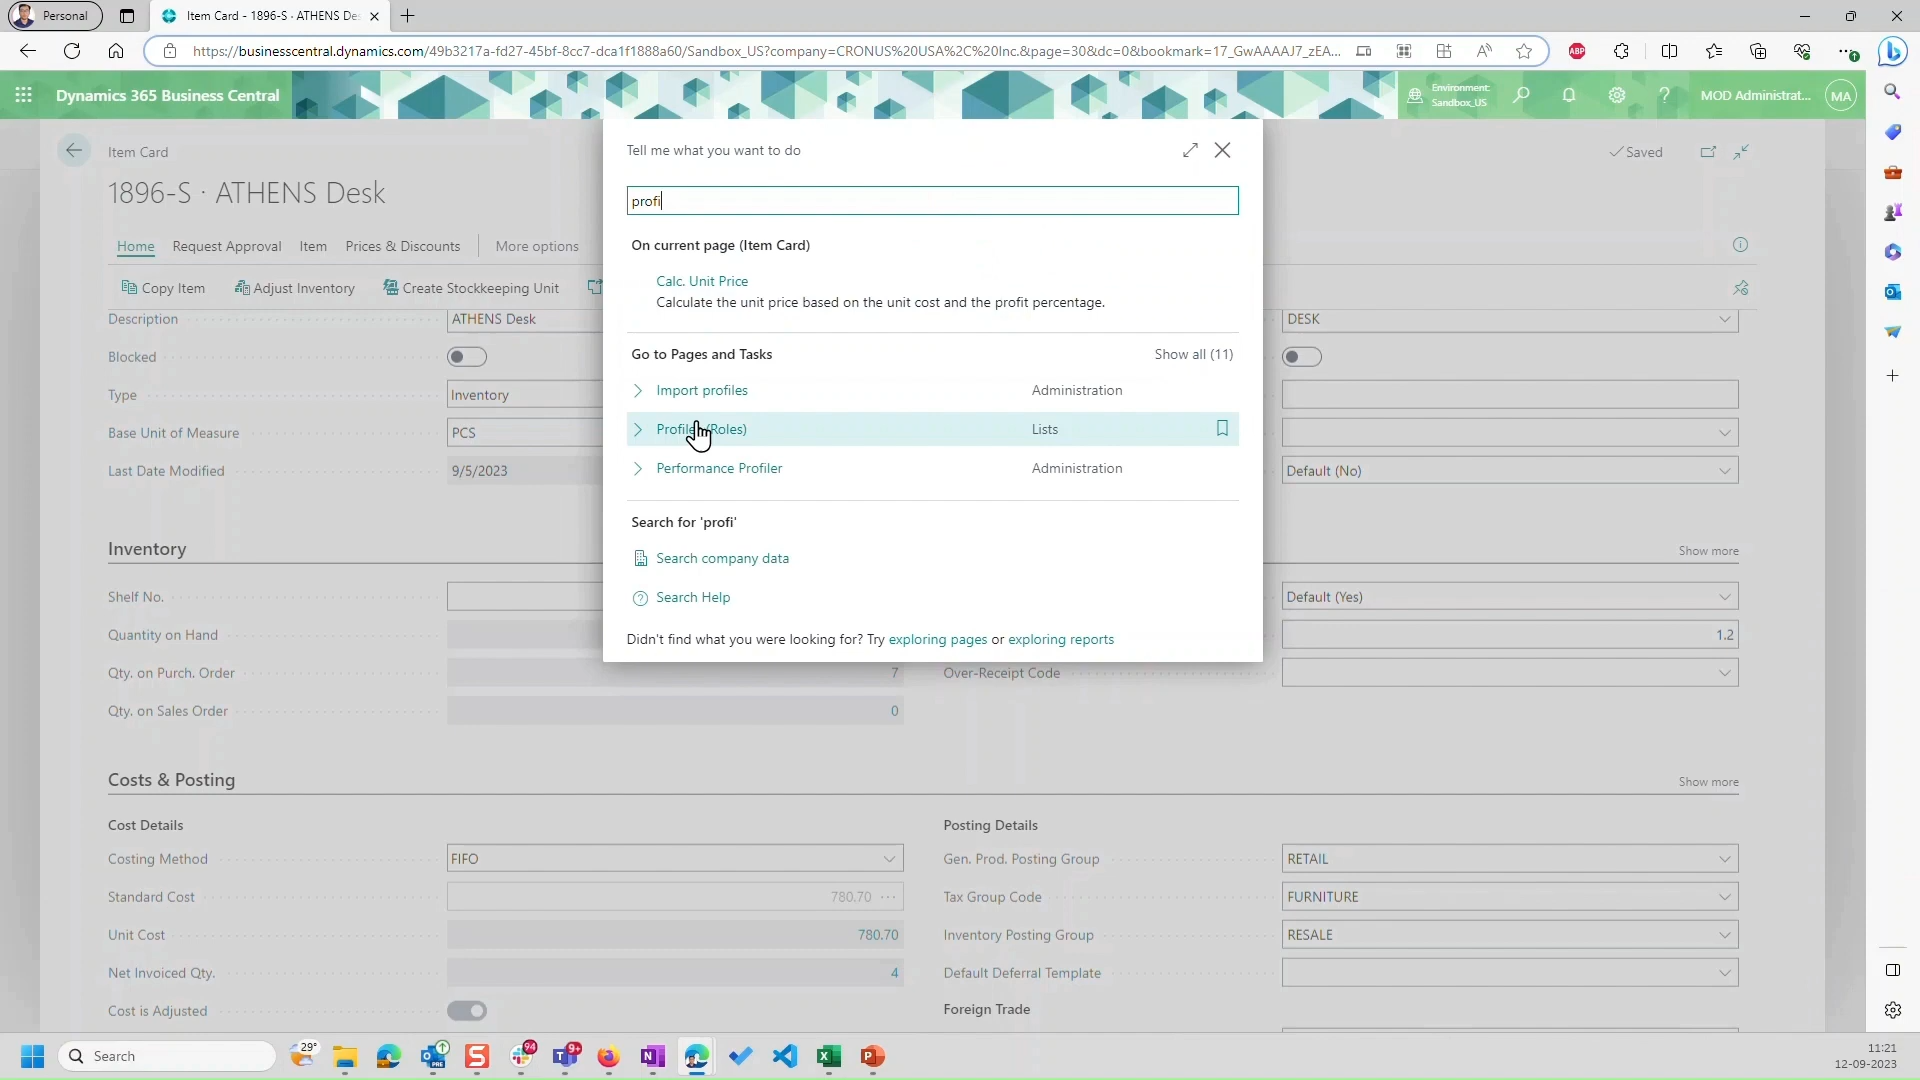 Personal
Item Card - 1896-S · ATHENS De
https://businesscentral.dynamics.com/49b3217a-fd27-45bf-8cc7-dca1f1888a60/Sandbox_US?company=CRONUS%20USA%2C%20Inc.&page=30&dc=0&bookmark=17_GwAAAAJ7_zEA...
ABP
Dynamics 365 Business Central
Environment:
Sandbox_US
MOD Administrat...
MA
Item Card
Saved
1896-S · ATHENS Desk
Home
Request Approval
Item
Prices & Discounts
More options
Copy Item
Adjust Inventory
Create Stockkeeping Unit
Description
ATHENS Desk
DESK
Blocked
Type
Inventory
Base Unit of Measure
PCS
Last Date Modified
9/5/2023
Default (No)
Inventory
Show more
Shelf No.
Default (Yes)
Quantity on Hand
1.2
Qty. on Purch. Order
7
Over-Receipt Code
Qty. on Sales Order
0
Costs & Posting
Show more
Cost Details
Posting Details
Costing Method
FIFO
Gen. Prod. Posting Group
RETAIL
Standard Cost
780.70 ...
Tax Group Code
FURNITURE
Unit Cost
780.70
Inventory Posting Group
RESALE
Net Invoiced Qty.
4
Default Deferral Template
Cost is Adjusted
Foreign Trade
Tell me what you want to do
profi
On current page (Item Card)
Calc. Unit Price
Calculate the unit price based on the unit cost and the profit percentage.
Go to Pages and Tasks
Show all (11)
Import profiles
Administration
Profiles (Roles)
Lists
Performance Profiler
Administration
Search for 'profi'
Search company data
Search Help
Didn't find what you were looking for? Try exploring pages or exploring reports
Search
29°
94
9+
11:21
12-09-2023